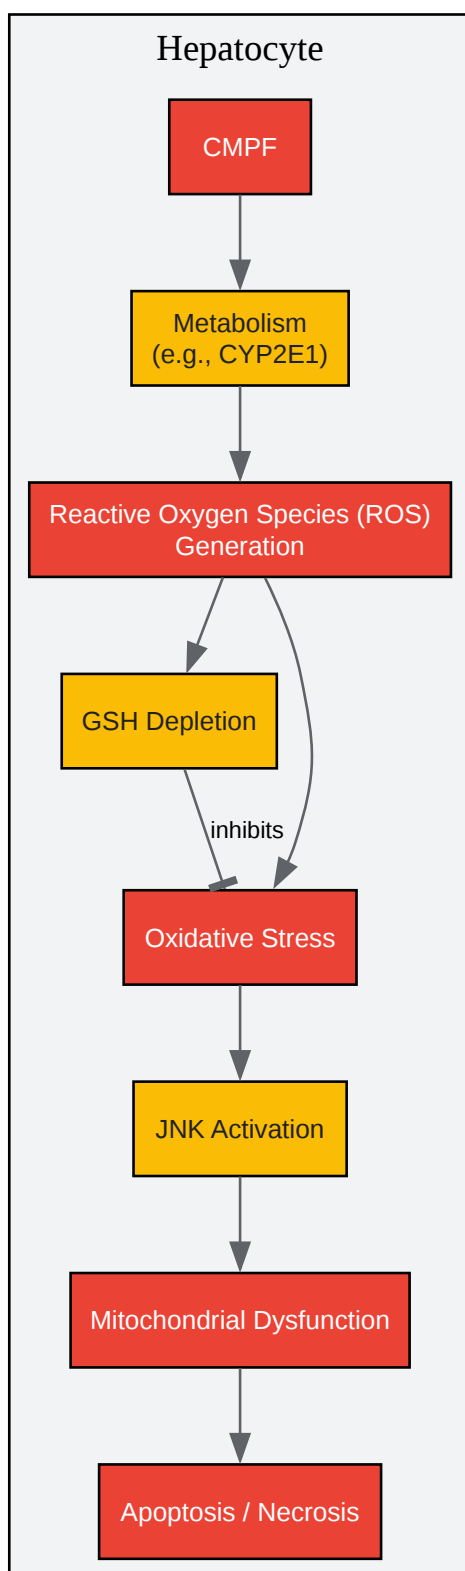 Hepatocyte
CMPF
Metabolism
(e.g., CYP2E1)
Reactive Oxygen Species (ROS)
Generation
GSH Depletion
inhibits
Oxidative Stress
JNK Activation
Mitochondrial Dysfunction
Apoptosis / Necrosis